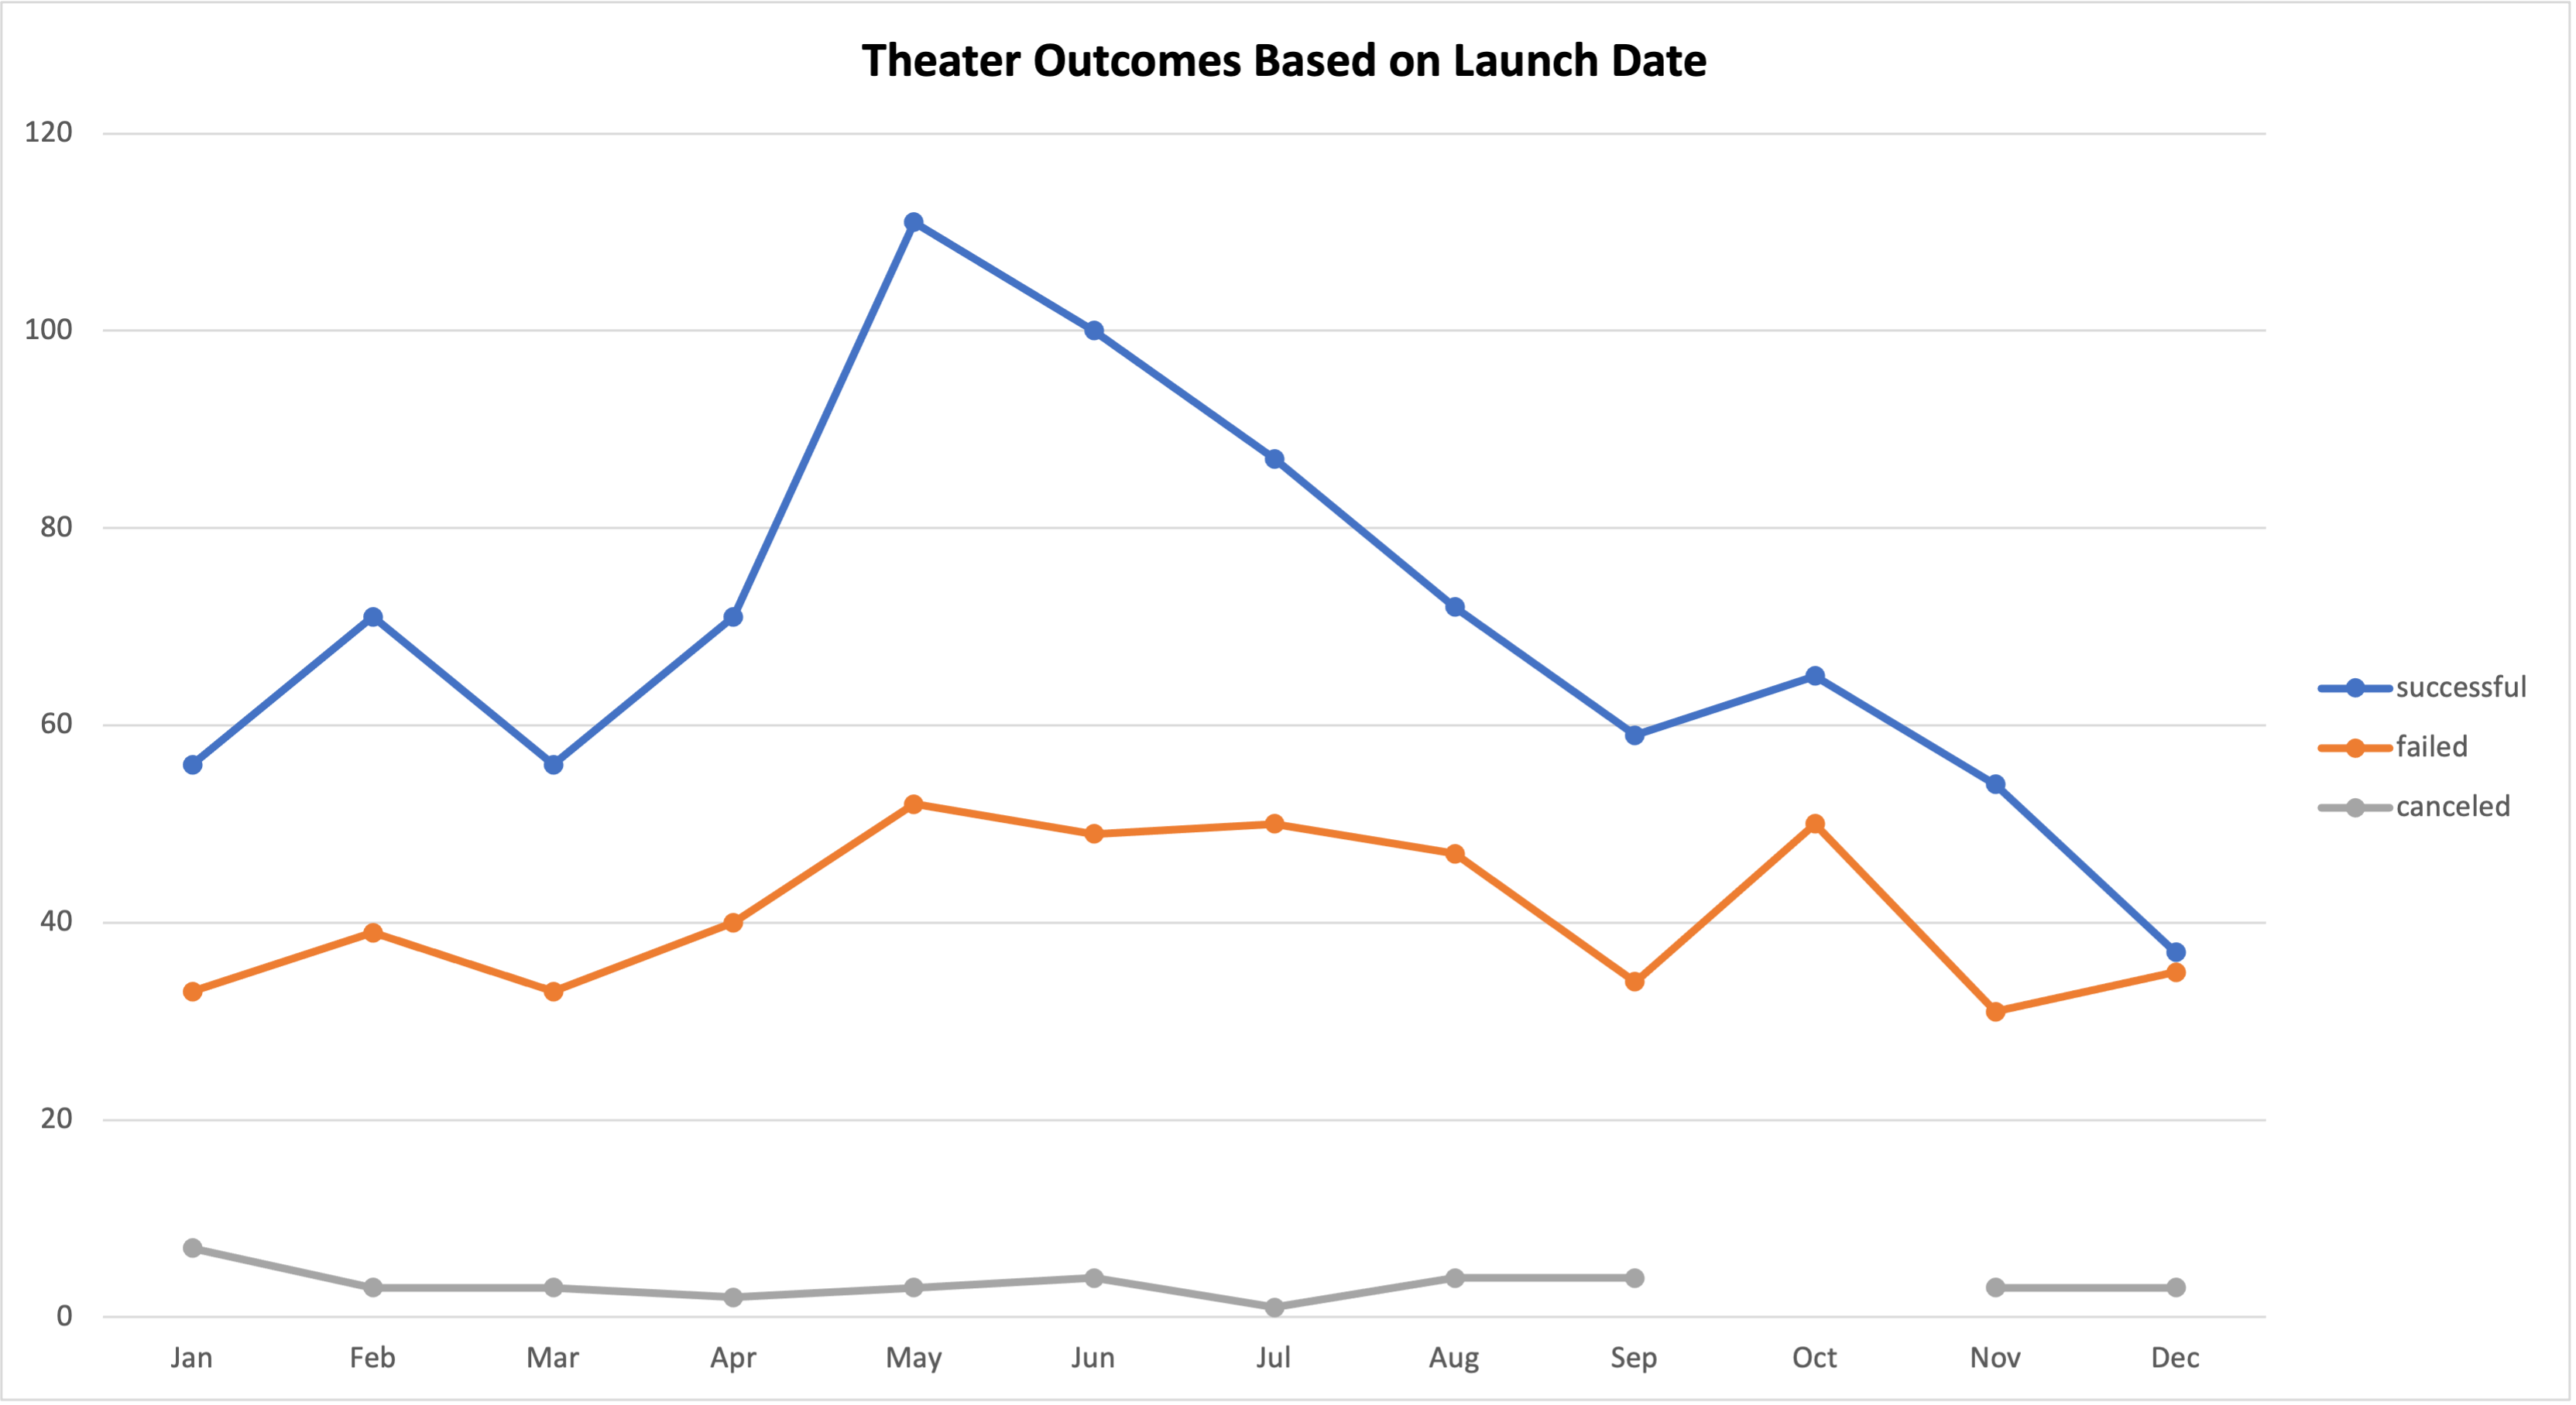 Theater Outcomes Based on Launch Date
120
100
80
60
40
20
0
Jan Feb Mar Apr May Jun Jul Aug Sep Oct Nov Dec
successful
failed
canceled